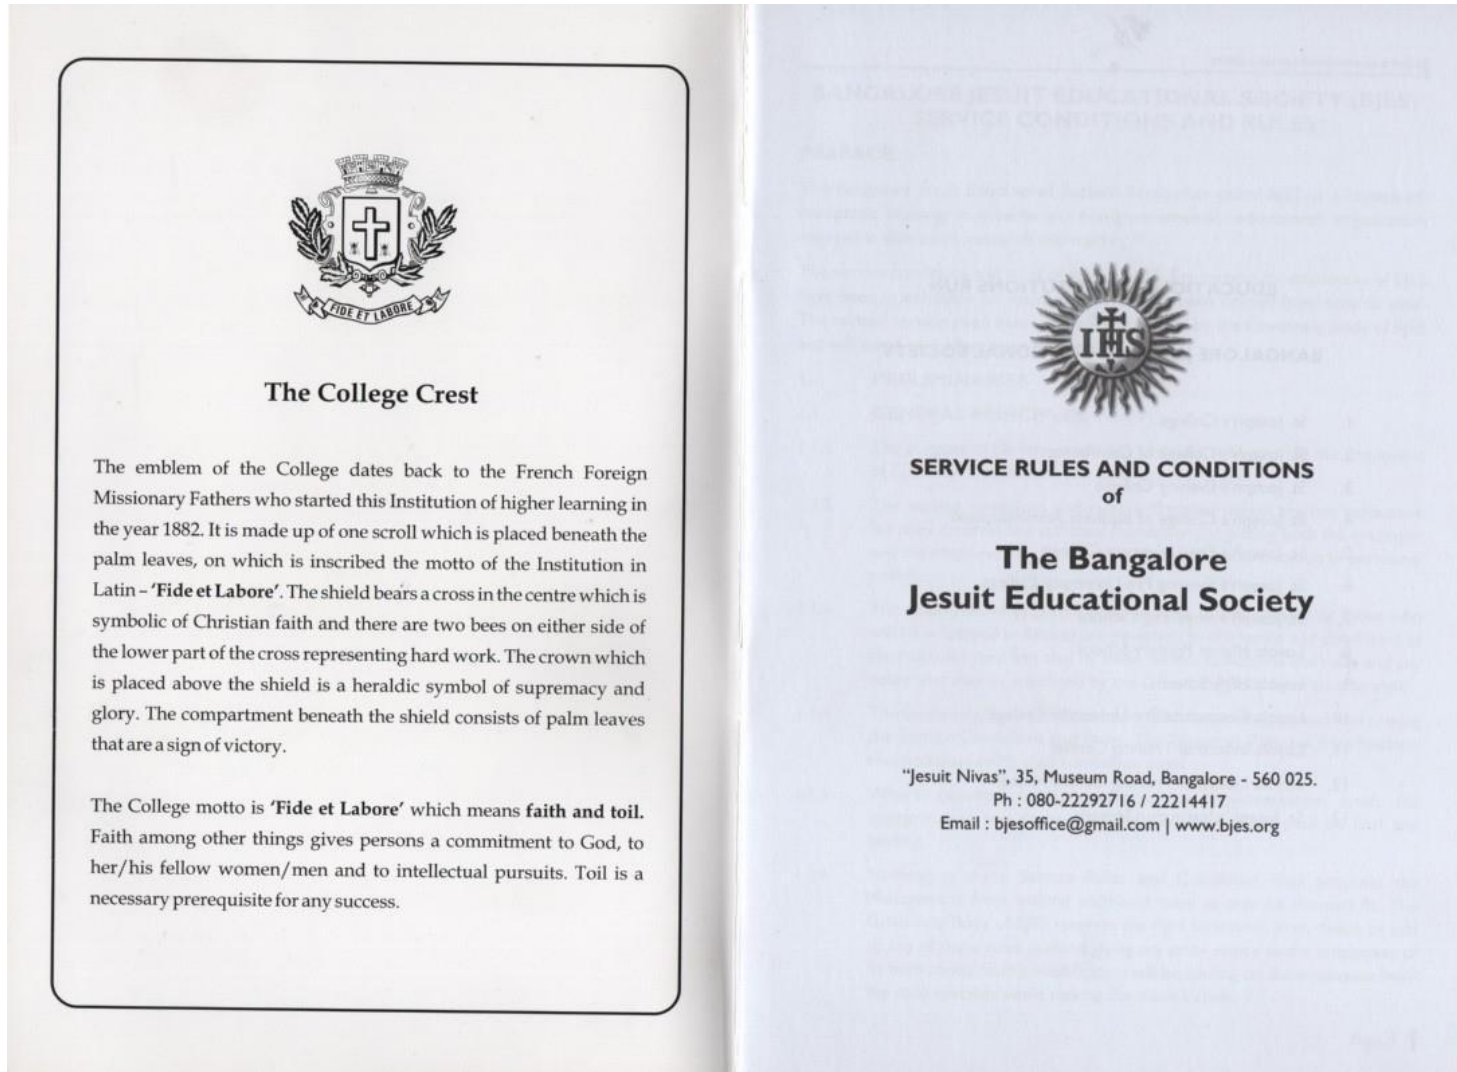 FIDE ET LABORE
The College Crest
The emblem of the College dates back to the French Foreign
Missionary Fathers who started this Institution of higher learning in
the year 1882. It is made up of one scroll which is placed beneath the
palm leaves, on which is inscribed the motto of the Institution in
Latin – 'Fide et Labore'. The shield bears a cross in the centre which is
symbolic of Christian faith and there are two bees on either side of
the lower part of the cross representing hard work. The crown which
is placed above the shield is a heraldic symbol of supremacy and
glory. The compartment beneath the shield consists of palm leaves
that are a sign of victory.
The College motto is 'Fide et Labore' which means faith and toil.
Faith among other things gives persons a commitment to God, to
her/his fellow women/men and to intellectual pursuits. Toil is a
necessary prerequisite for any success.
IHS
SERVICE RULES AND CONDITIONS
of
The Bangalore
Jesuit Educational Society
"Jesuit Nivas", 35, Museum Road, Bangalore - 560 025.
Ph : 080-22292716 / 22214417
Email : bjesoffice@gmail.com | www.bjes.org